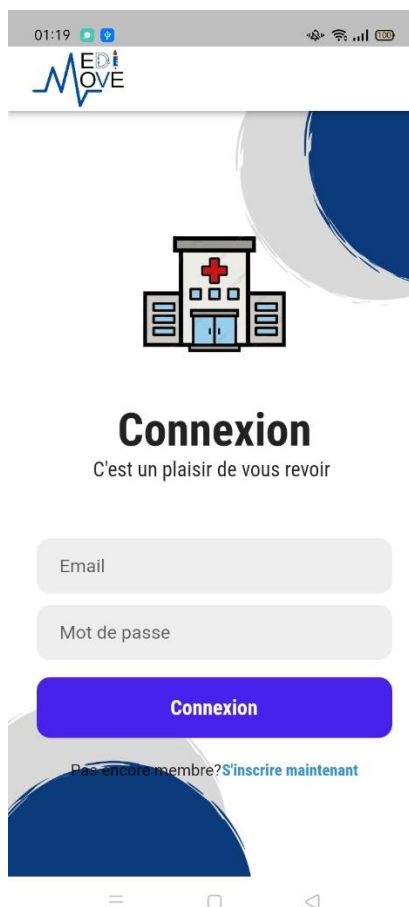 01:19
100
MEDI
MOVE
Connexion
C'est un plaisir de vous revoir
Email
Mot de passe
Connexion
Pas encore membre?S'inscrire maintenant